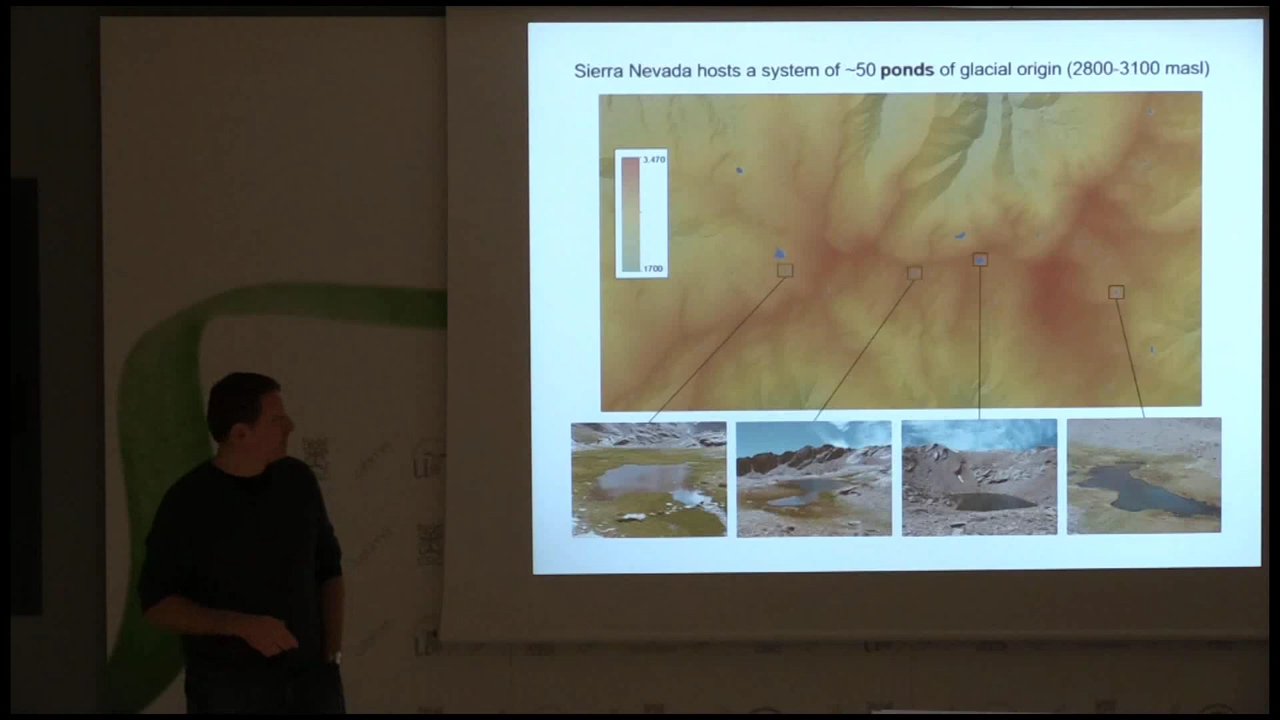 Sierra Nevada hosts a system of ~50 ponds of glacial origin (2800-3100 masl)
3.470
1700